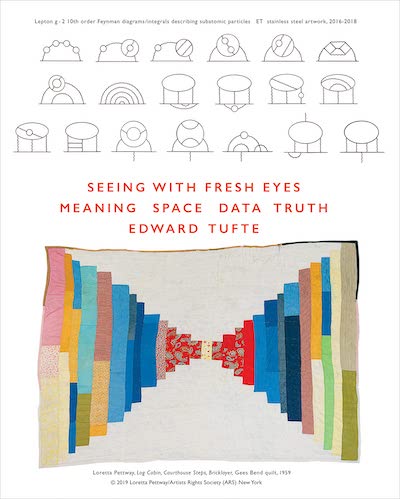 Lepton g - 2 10th order Feynman diagrams/integrals describing subatomic particles ET stainless steel artwork, 2016-2018
SEEING WITH FRESH EYES
MEANING SPACE DATA TRUTH
EDWARD TUFTE
Loretta Pettway, Log Cabin, Courthouse Steps, Bricklayer, Gees Bend quilt, 1959
© 2019 Loretta Pettway/Artists Rights Society (ARS) New York